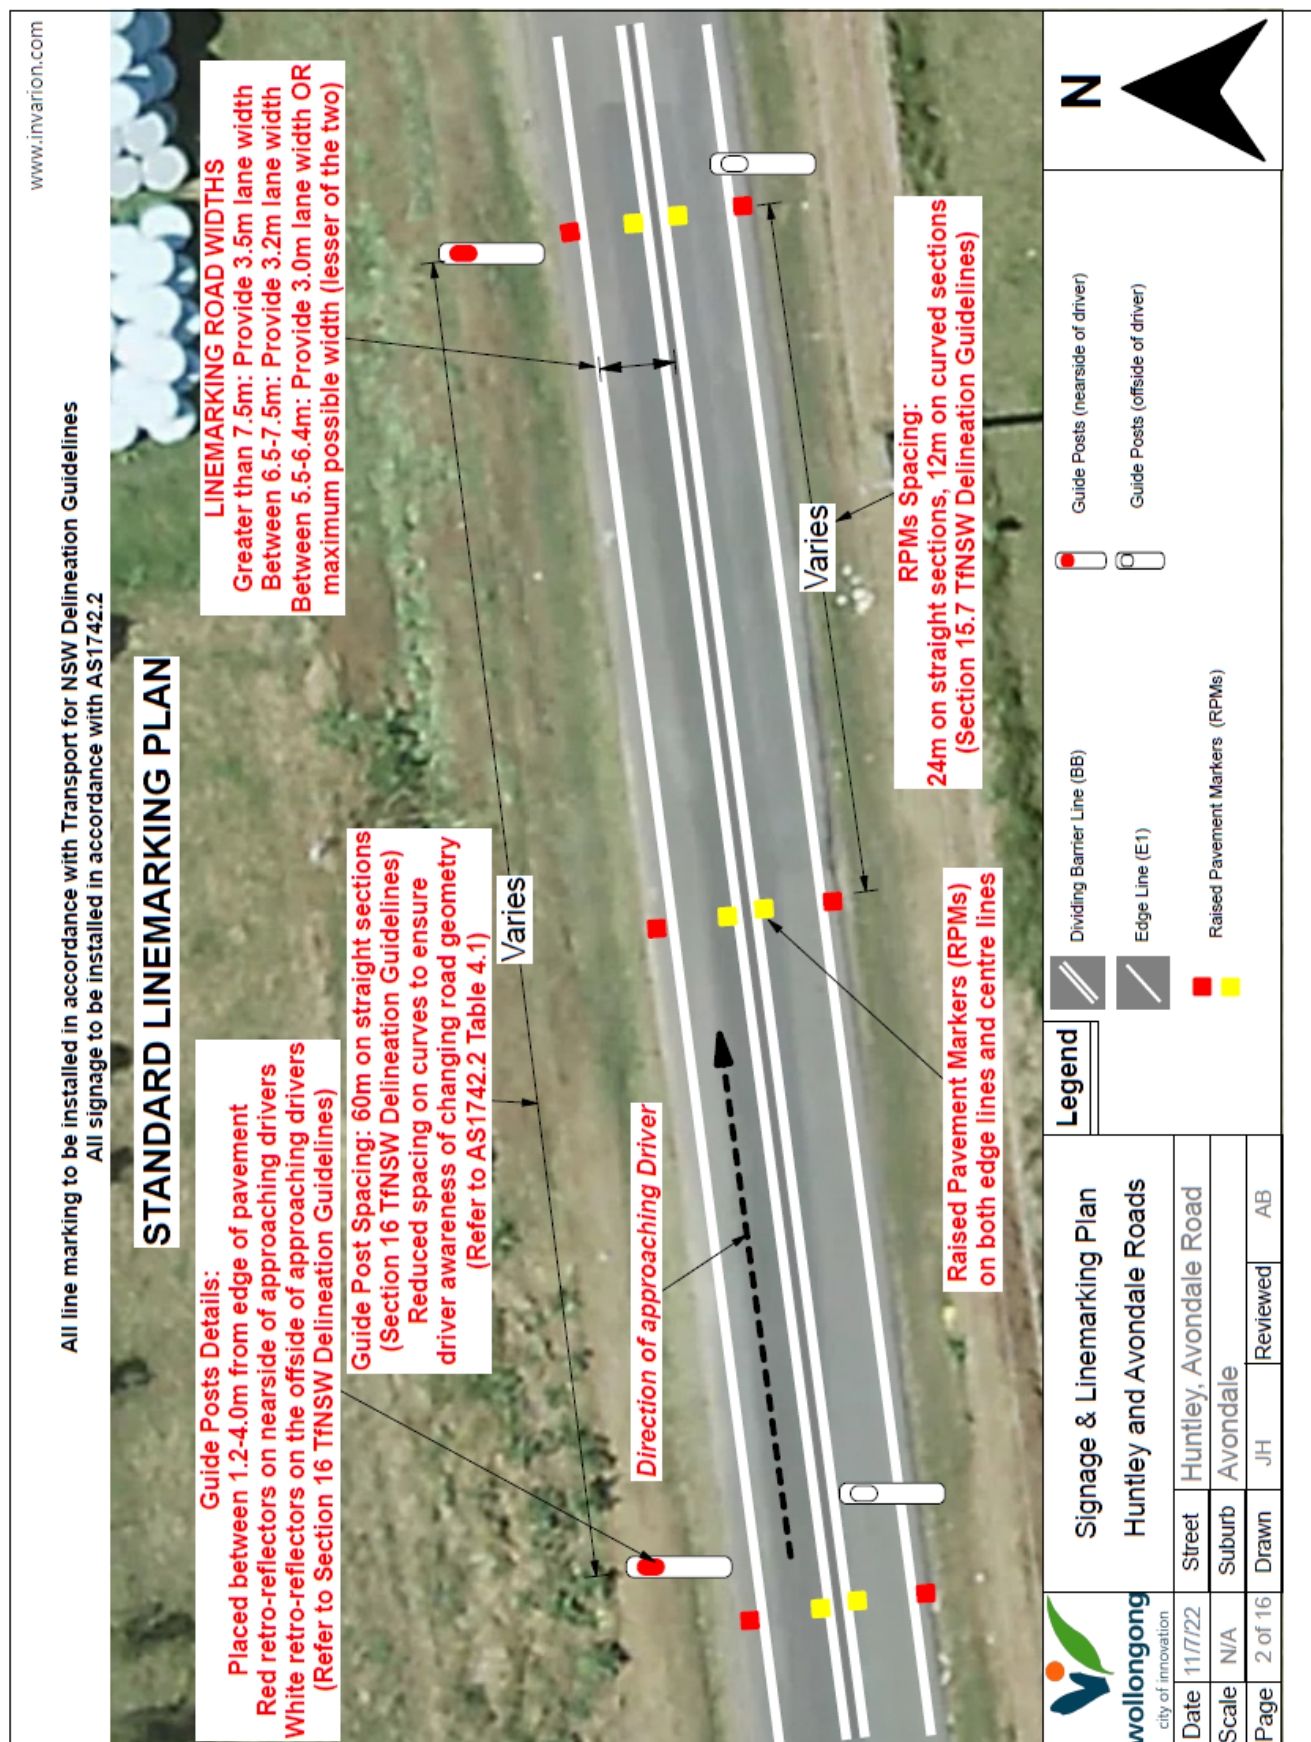 www.invarion.com
All line marking to be installed in accordance with Transport for NSW Delineation Guidelines
All signage to be installed in accordance with AS1742.2
STANDARD LINEMARKING PLAN
Guide Posts Details:
Placed between 1.2-4.0m from edge of pavement
Red retro-reflectors on nearside of approaching drivers
White retro-reflectors on the offside of approaching drivers
(Refer to Section 16 TfNSW Delineation Guidelines)
LINEMARKING ROAD WIDTHS
Greater than 7.5m: Provide 3.5m lane width
Between 6.5-7.5m: Provide 3.2m lane width
Between 5.5-6.4m: Provide 3.0m lane width OR
maximum possible width (lesser of the two)
Guide Post Spacing: 60m on straight sections
(Section 16 TfNSW Delineation Guidelines)
Reduced spacing on curves to ensure
driver awareness of changing road geometry
(Refer to AS1742.2 Table 4.1)
Varies
Direction of approaching Driver
Varies
RPMs Spacing:
24m on straight sections, 12m on curved sections
(Section 15.7 TfNSW Delineation Guidelines)
Raised Pavement Markers (RPMs)
on both edge lines and centre lines
wollongong
city of innovation
Signage & Linemarking Plan
Huntley and Avondale Roads
Date 11/7/22 Street Huntley, Avondale Road
Scale N/A Suburb Avondale
Page 2 of 16 Drawn JH Reviewed AB
Legend
Dividing Barrier Line (BB)
Edge Line (E1)
Raised Pavement Markers (RPMs)
Guide Posts (nearside of driver)
Guide Posts (offside of driver)
N